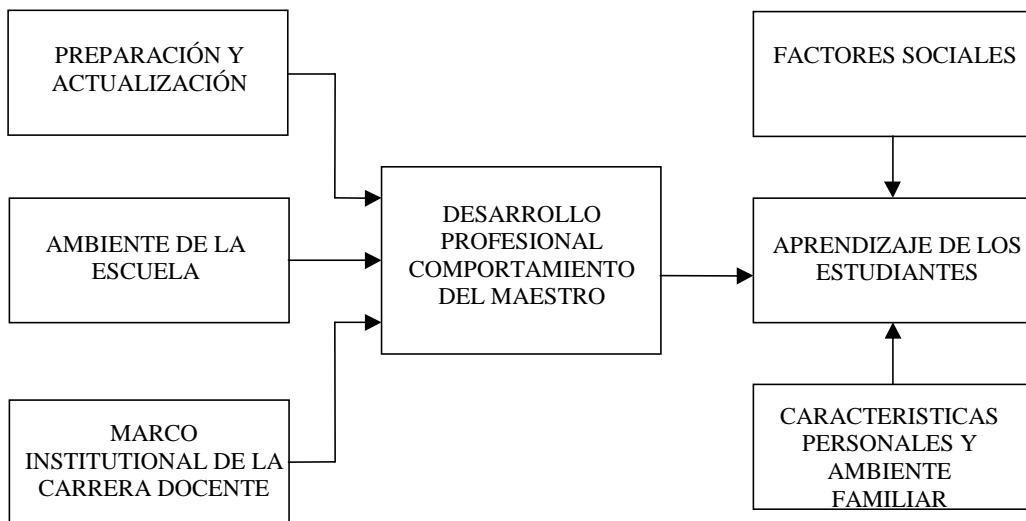 PREPARACIÓN Y
ACTUALIZACIÓN
AMBIENTE DE LA
ESCUELA
MARCO
INSTITUTIONAL DE LA
CARRERA DOCENTE
DESARROLLO
PROFESIONAL
COMPORTAMIENTO
DEL MAESTRO
FACTORES SOCIALES
APRENDIZAJE DE LOS
ESTUDIANTES
CARACTERISTICAS
PERSONALES Y
AMBIENTE
FAMILIAR